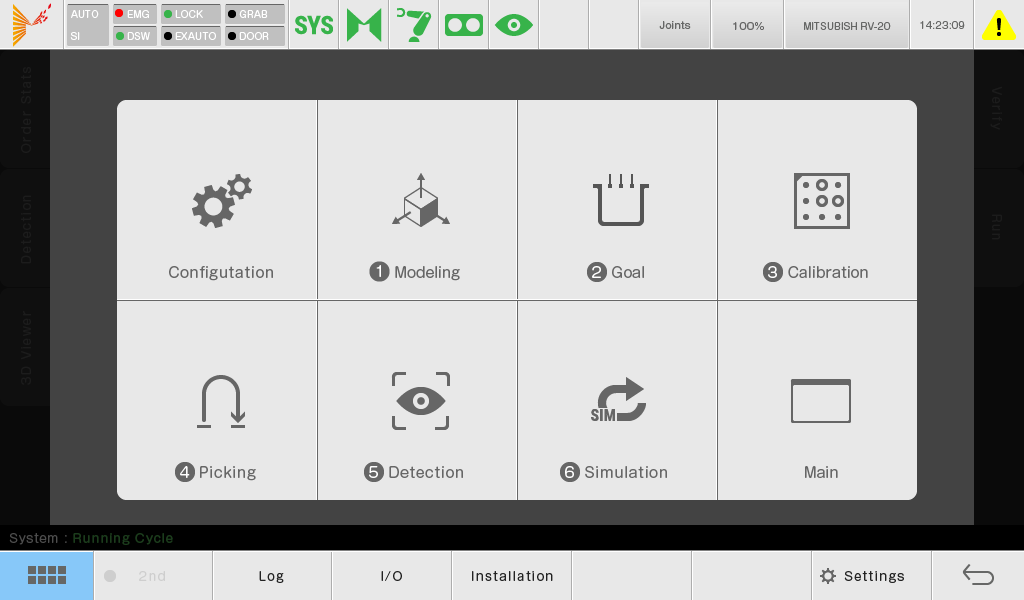 AUTO
SI
EMG
DSW
LOCK
EXAUTO
GRAB
DOOR
SYS
Joints
100%
MITSUBISH RV-20
14:23:09
Order Stats
Detection
3D Viewer
Verity
Run
Configutation
1 Modeling
2 Goal
3 Calibration
4 Picking
5 Detection
SIM
6 Simulation
Main
System : Running Cycle
2nd
Log
I/O
Installation
Settings